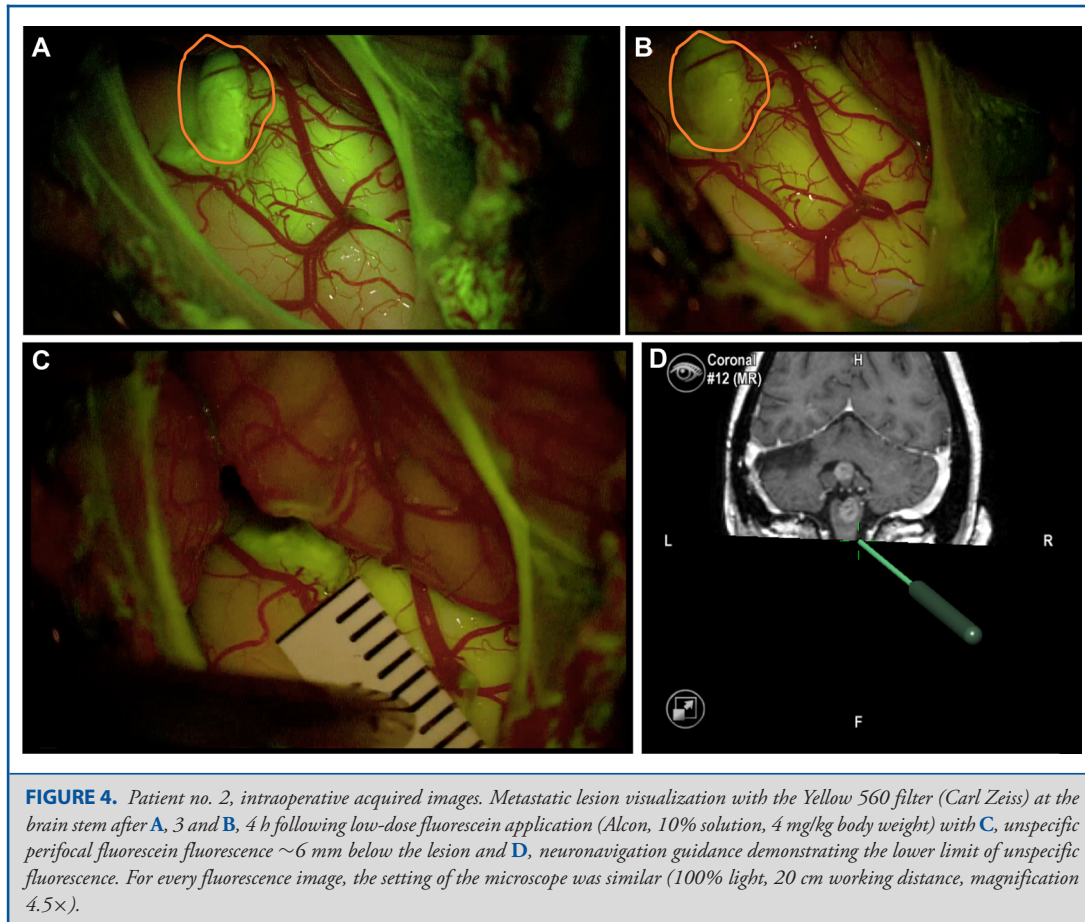 A
B
C
D
Coronal
#12 (MR)
H
L
R
F
FIGURE 4. Patient no. 2, intraoperative acquired images. Metastatic lesion visualization with the Yellow 560 filter (Carl Zeiss) at the
brain stem after A, 3 and B, 4 h following low-dose fluorescein application (Alcon, 10% solution, 4 mg/kg body weight) with C, unspecific
perifocal fluorescein fluorescence ~6 mm below the lesion and D, neuronavigation guidance demonstrating the lower limit of unspecific
fluorescence. For every fluorescence image, the setting of the microscope was similar (100% light, 20 cm working distance, magnification
4.5×).